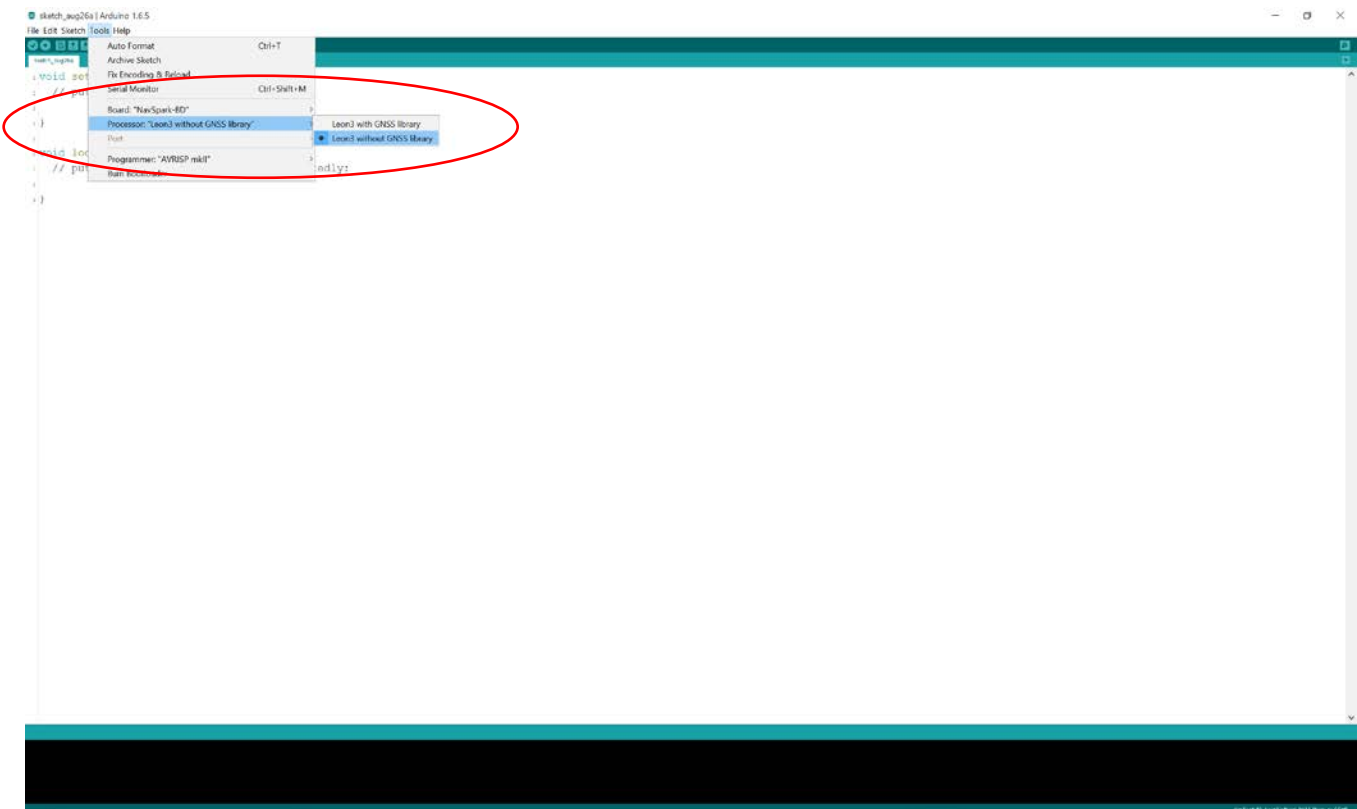 sketch_aug26a | Arduino 1.6.5
File Edit Sketch Tools Help
Auto Format Ctrl+T
Archive Sketch
Fix Encoding & Reload
Serial Monitor Ctrl+Shift+M
Board: "NavSpark-BD"
Processor: "Leon3 without GNSS library"
Leon3 with GNSS library
Port
Leon3 without GNSS library
Programmer: "AVRISP mkII"
Burn Bootloader
void set
// pu
}
void loo
// put
ndly:
}